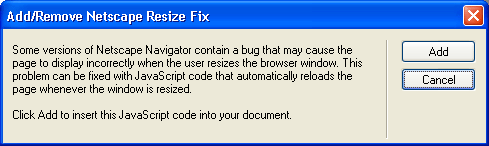 Add/Remove Netscape Resize Fix
Some versions of Netscape Navigator contain a bug that may cause the
page to display incorrectly when the user resizes the browser window. This
problem can be fixed with JavaScript code that automatically reloads the
page whenever the window is resized.
Click Add to insert this JavaScript code into your document.
Add
Cancel